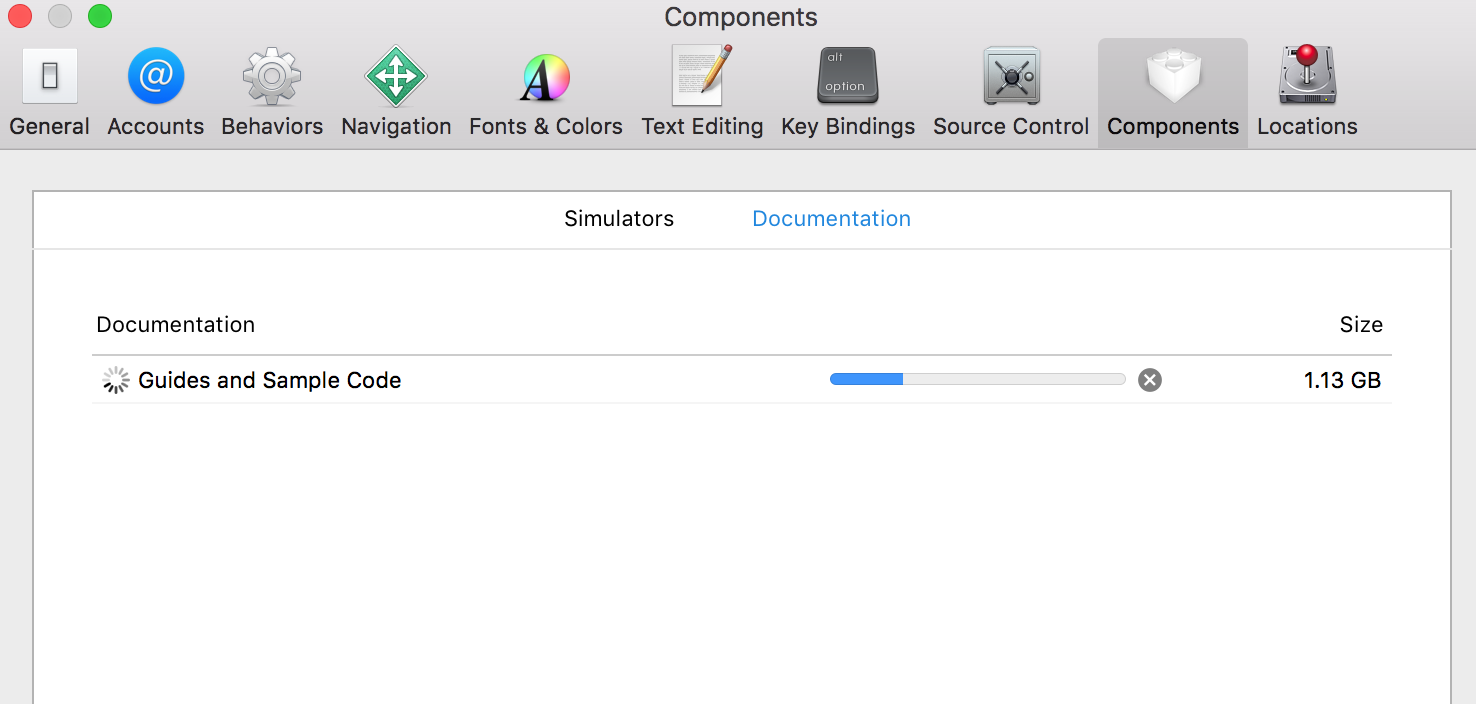 Components
alt
option
General Accounts Behaviors Navigation Fonts & Colors Text Editing Key Bindings Source Control Components Locations
Simulators Documentation
Documentation Size
Guides and Sample Code 1.13 GB